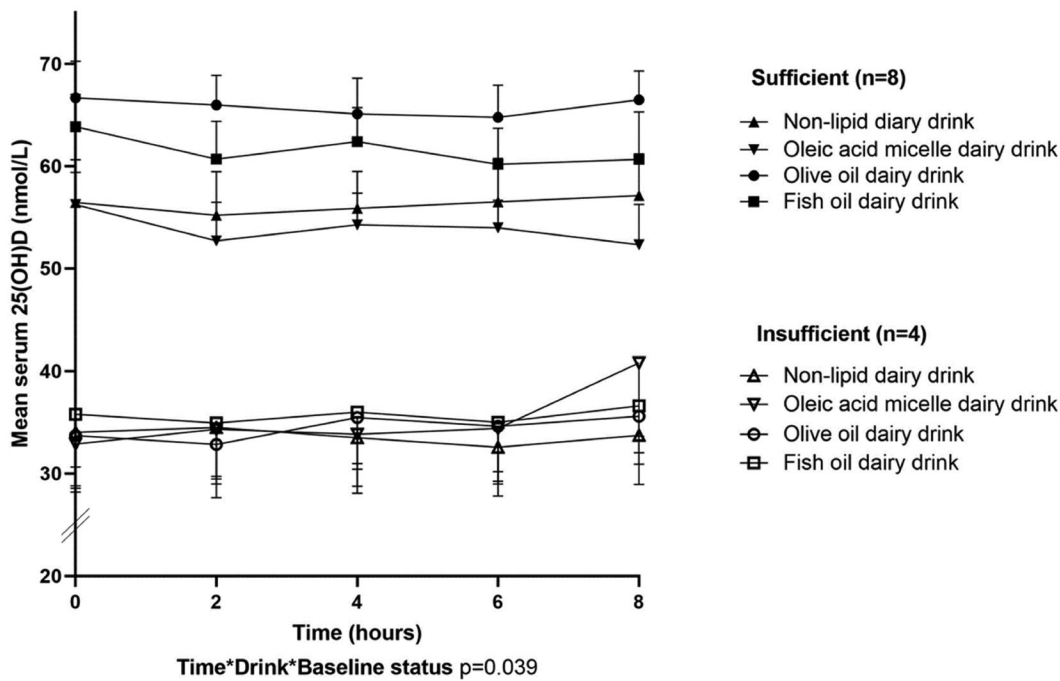 Mean serum 25(OH)D (nmol/L)
70
60
50
40
30
20
0
2
4
6
8
Time (hours)
Time*Drink*Baseline status p=0.039
Sufficient (n=8)
Non-lipid diary drink
Oleic acid micelle dairy drink
Olive oil dairy drink
Fish oil dairy drink
Insufficient (n=4)
Non-lipid dairy drink
Oleic acid micelle dairy drink
Olive oil dairy drink
Fish oil dairy drink